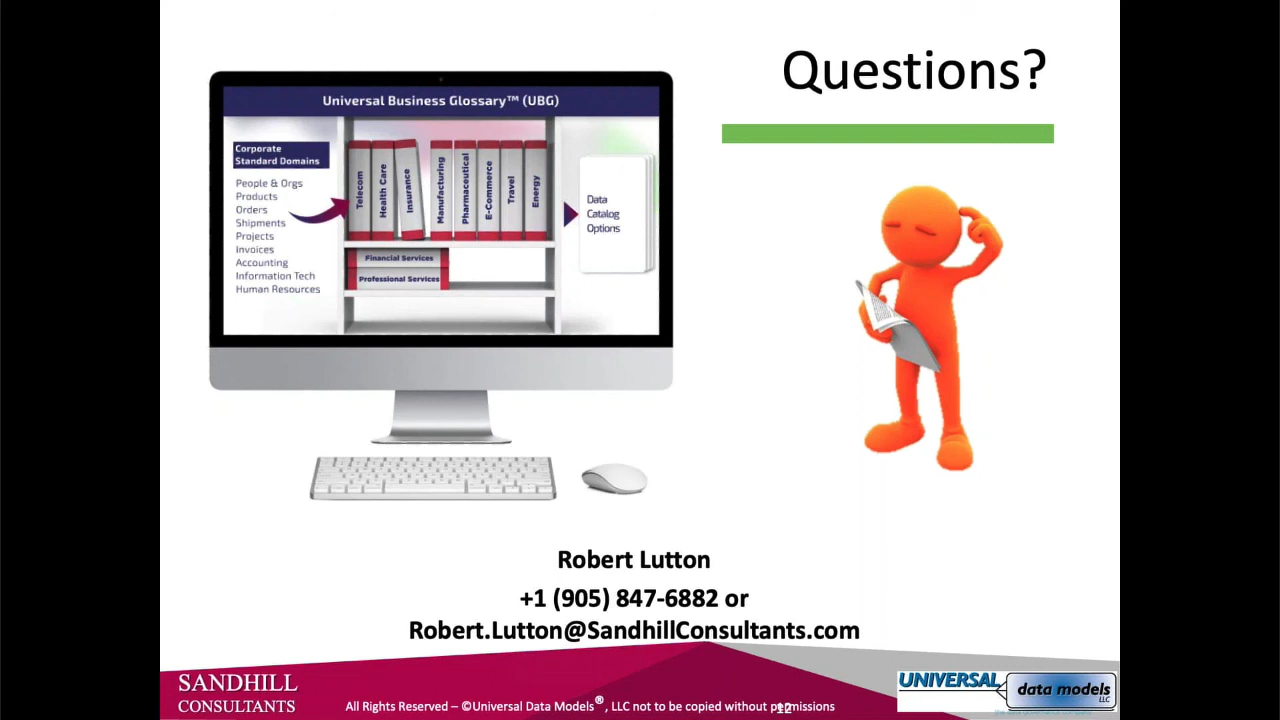 Questions?
Universal Business Glossary™ (UBG)
Corporate
Standard Domains
People & Orgs
Products
Orders
Shipments
Projects
Invoices
Accounting
Information Tech
Human Resources
Telecom
Health Care
Insurance
Manufacturing
Pharmaceutical
E-Commerce
Travel
Energy
Financial Services
Professional Services
Data
Catalog
Options
Robert Lutton
+1 (905) 847-6882 or
Robert.Lutton@SandhillConsultants.com
SANDHILL
CONSULTANTS
All Rights Reserved – ©Universal Data Models®, LLC not to be copied without permissions
12
UNIVERSAL
data models
LLC